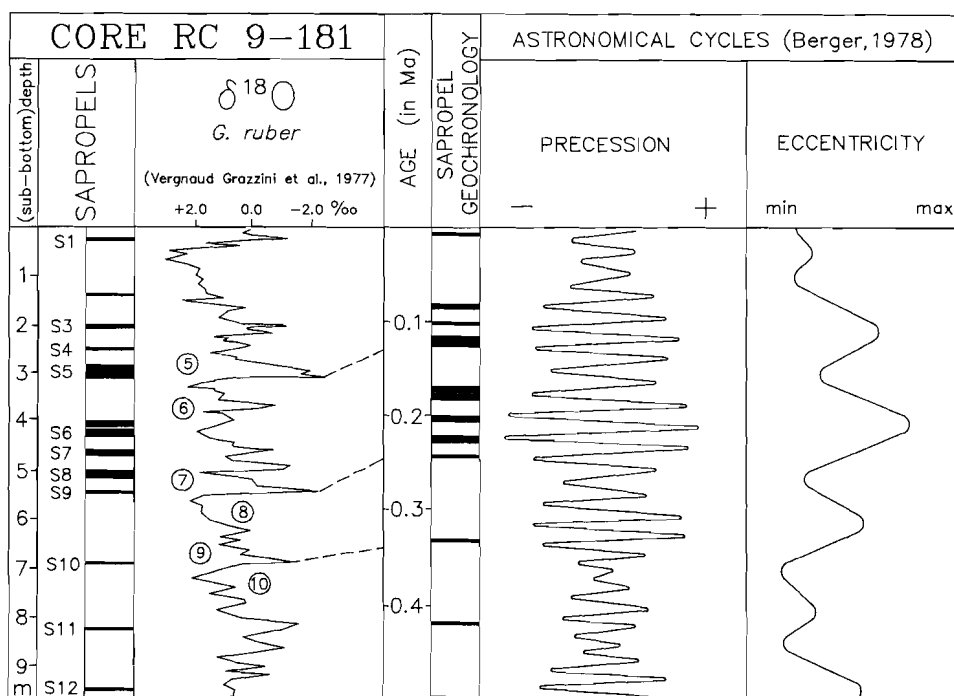 CORE RC 9-181
ASTRONOMICAL CYCLES (Berger, 1978)
(sub-bottom)depth
SAPROPELS
δ 18 O
G. ruber
(Vergnaud Grazzini et al., 1977)
+2.0 0.0 -2.0 ‰
AGE (in Ma)
SAPROPEL
GEOCHRONOLOGY
PRECESSION
− +
ECCENTRICITY
min max
1
2
3
4
5
6
7
8
9
m
S1
S3
S4
S5
S6
S7
S8
S9
S10
S11
S12
5
6
7
8
9
10
0.1
0.2
0.3
0.4